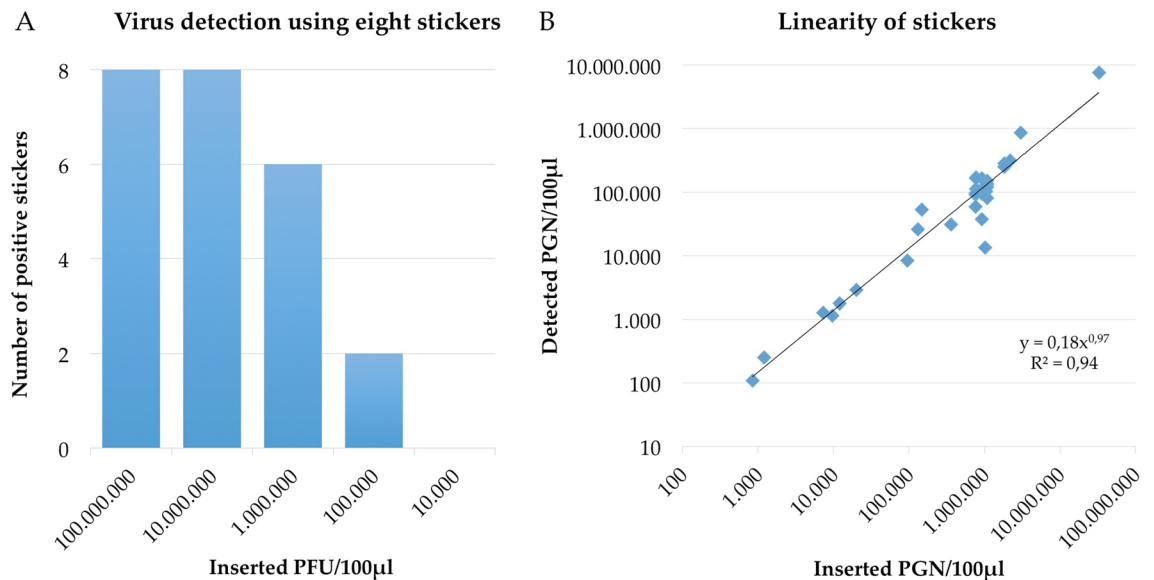 A
Virus detection using eight stickers
Number of positive stickers
8
6
4
2
0
100.000.000
10.000.000
1.000.000
100.000
10.000
Inserted PFU/100µl
B
Linearity of stickers
Detected PGN/100µl
10.000.000
1.000.000
100.000
10.000
1.000
100
10
y = 0,18x^0,97
R² = 0,94
100
1.000
10.000
100.000
1.000.000
10.000.000
100.000.000
Inserted PGN/100µl